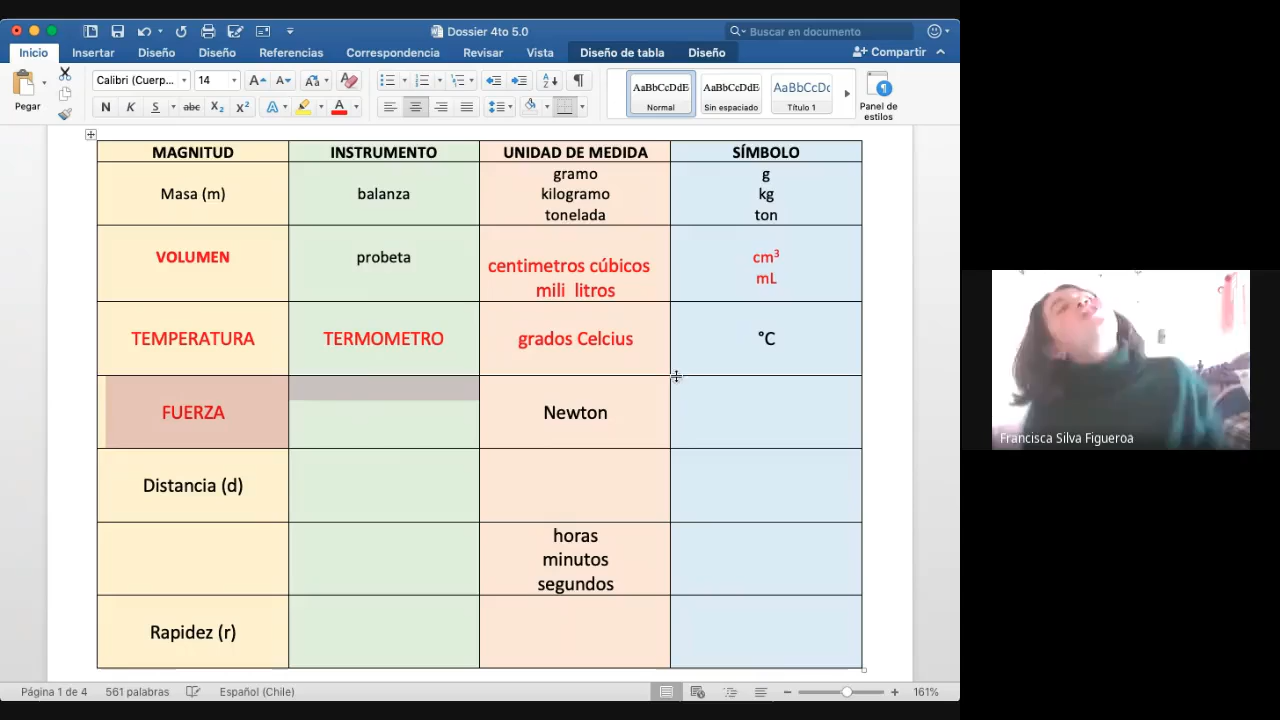 Dossier 4to 5.0
Buscar en documento
Inicio
Insertar
Diseño
Diseño
Referencias
Correspondencia
Revisar
Vista
Diseño de tabla
Diseño
Compartir
Pegar
Calibri (Cuerp...
14
AaBbCcDdE
Normal
AaBbCcDdE
Sin espaciado
AaBbCcDc
Título 1
Panel de
estilos
MAGNITUD
INSTRUMENTO
UNIDAD DE MEDIDA
SÍMBOLO
Masa (m)
balanza
gramo
kilogramo
tonelada
g
kg
ton
VOLUMEN
probeta
centimetros cúbicos
mili litros
cm³
mL
TEMPERATURA
TERMOMETRO
grados Celcius
°C
FUERZA
Newton
Distancia (d)
horas
minutos
segundos
Rapidez (r)
Página 1 de 4
561 palabras
Español (Chile)
161%
Francisca Silva Figueroa